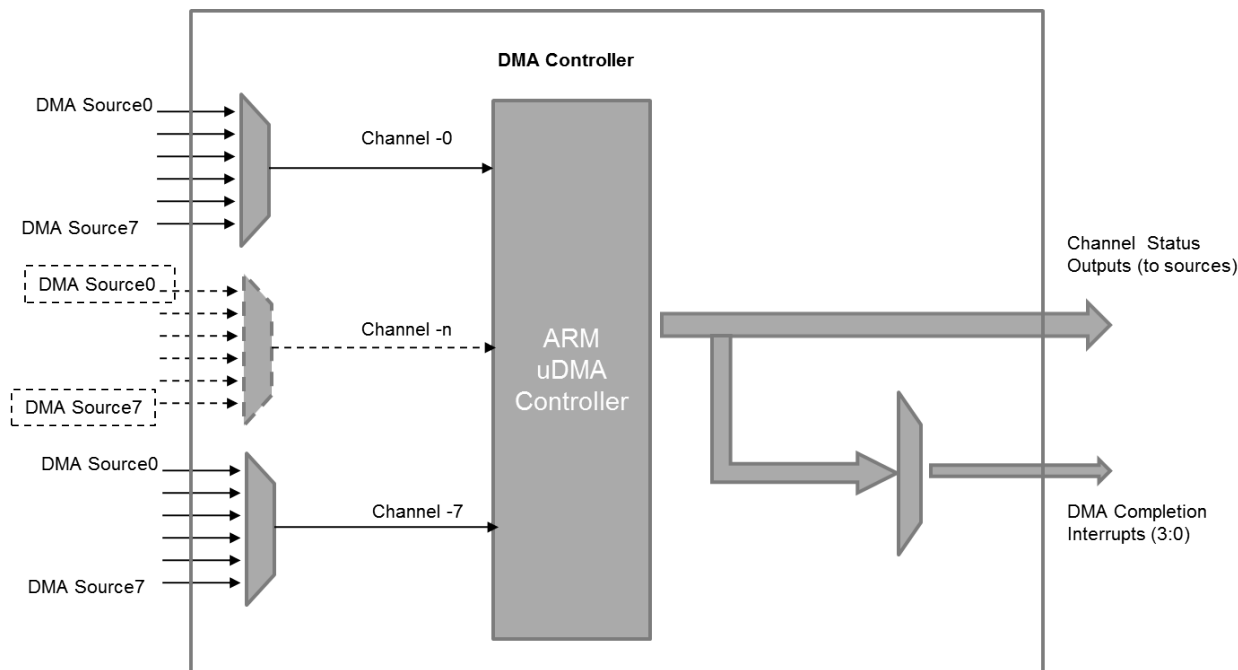 DMA Controller
DMA Source0
Channel -0
DMA Source7
DMA Source0
Channel -n
DMA Source7
DMA Source0
Channel -7
DMA Source7
ARM
uDMA
Controller
Channel Status
Outputs (to sources)
DMA Completion
Interrupts (3:0)